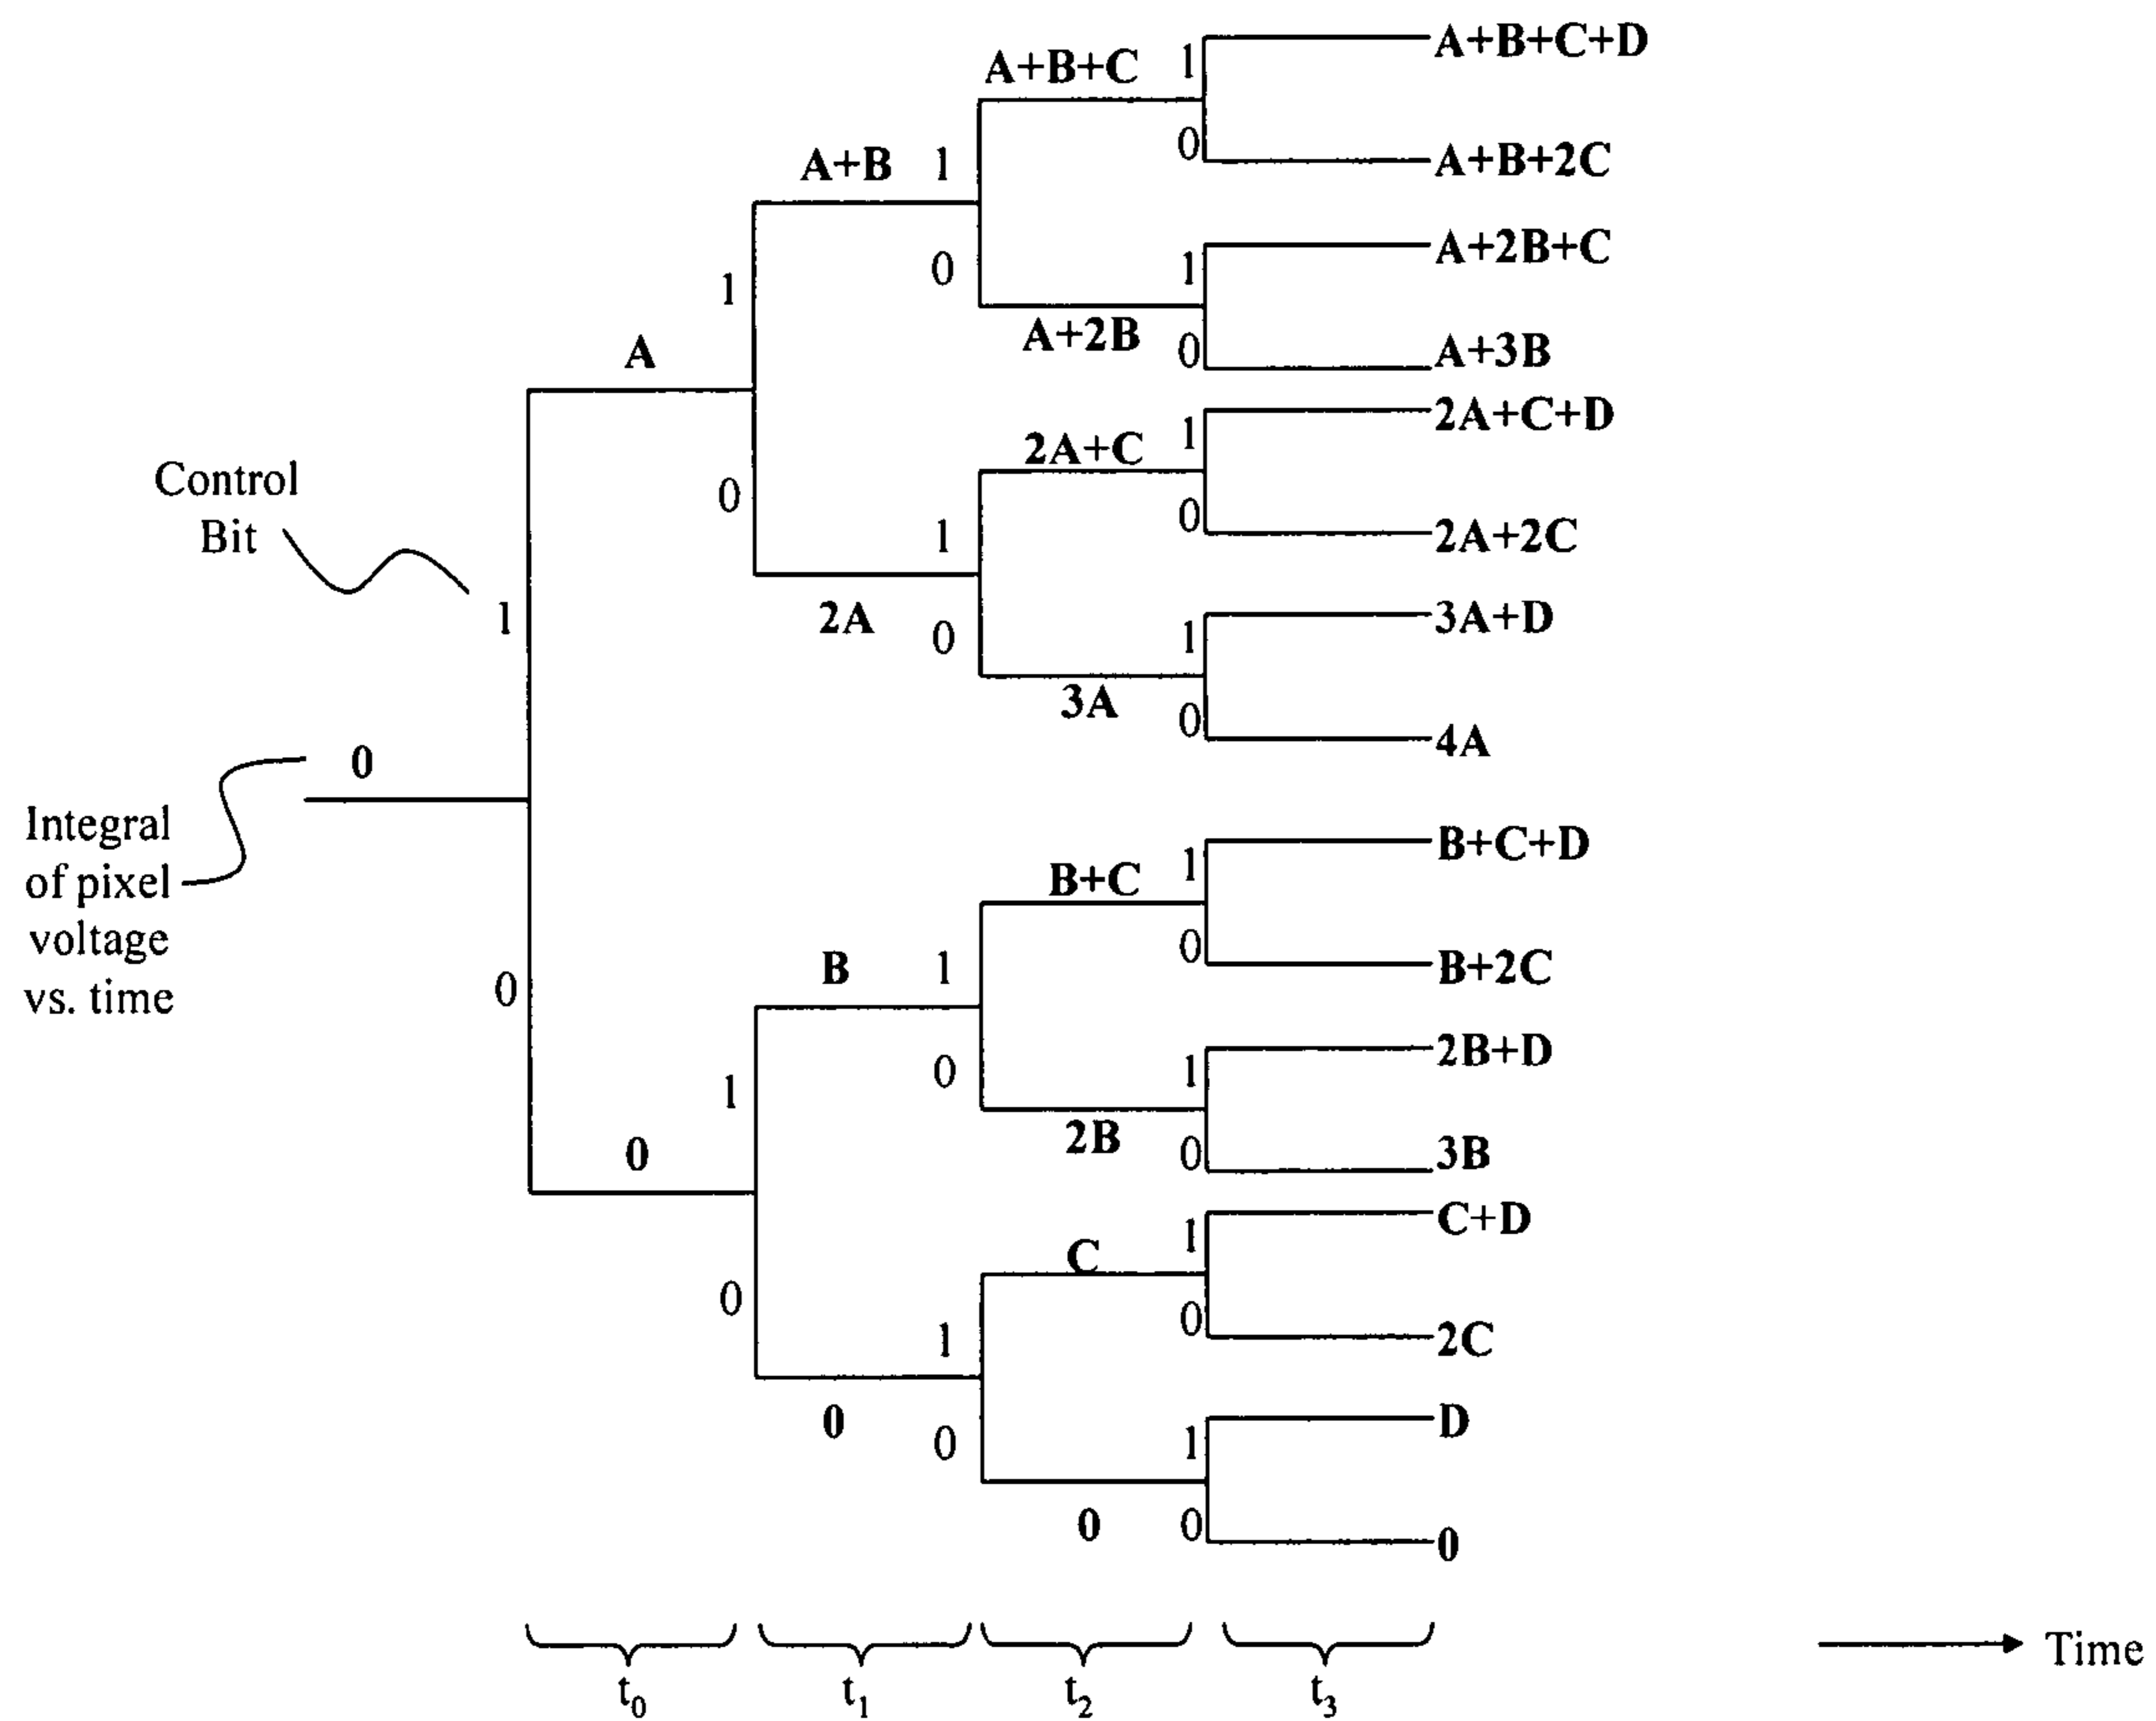 A+B+C+D
A+B+C
1
0
A+B+2C
A+B
1
0
A+2B+C
1
A+2B
0
A+3B
1
A
0
2A+C+D
2A+C
1
0
2A+2C
1
2A
0
3A+D
1
3A
0
4A
Control
Bit
1
0
0
Integral
of pixel
voltage
vs. time
B+C+D
B+C
1
0
B+2C
B
1
0
2B+D
1
2B
0
3B
1
0
0
C+D
C
1
0
2C
1
0
0
D
1
0
0
0
t0
t1
t2
t3
Time